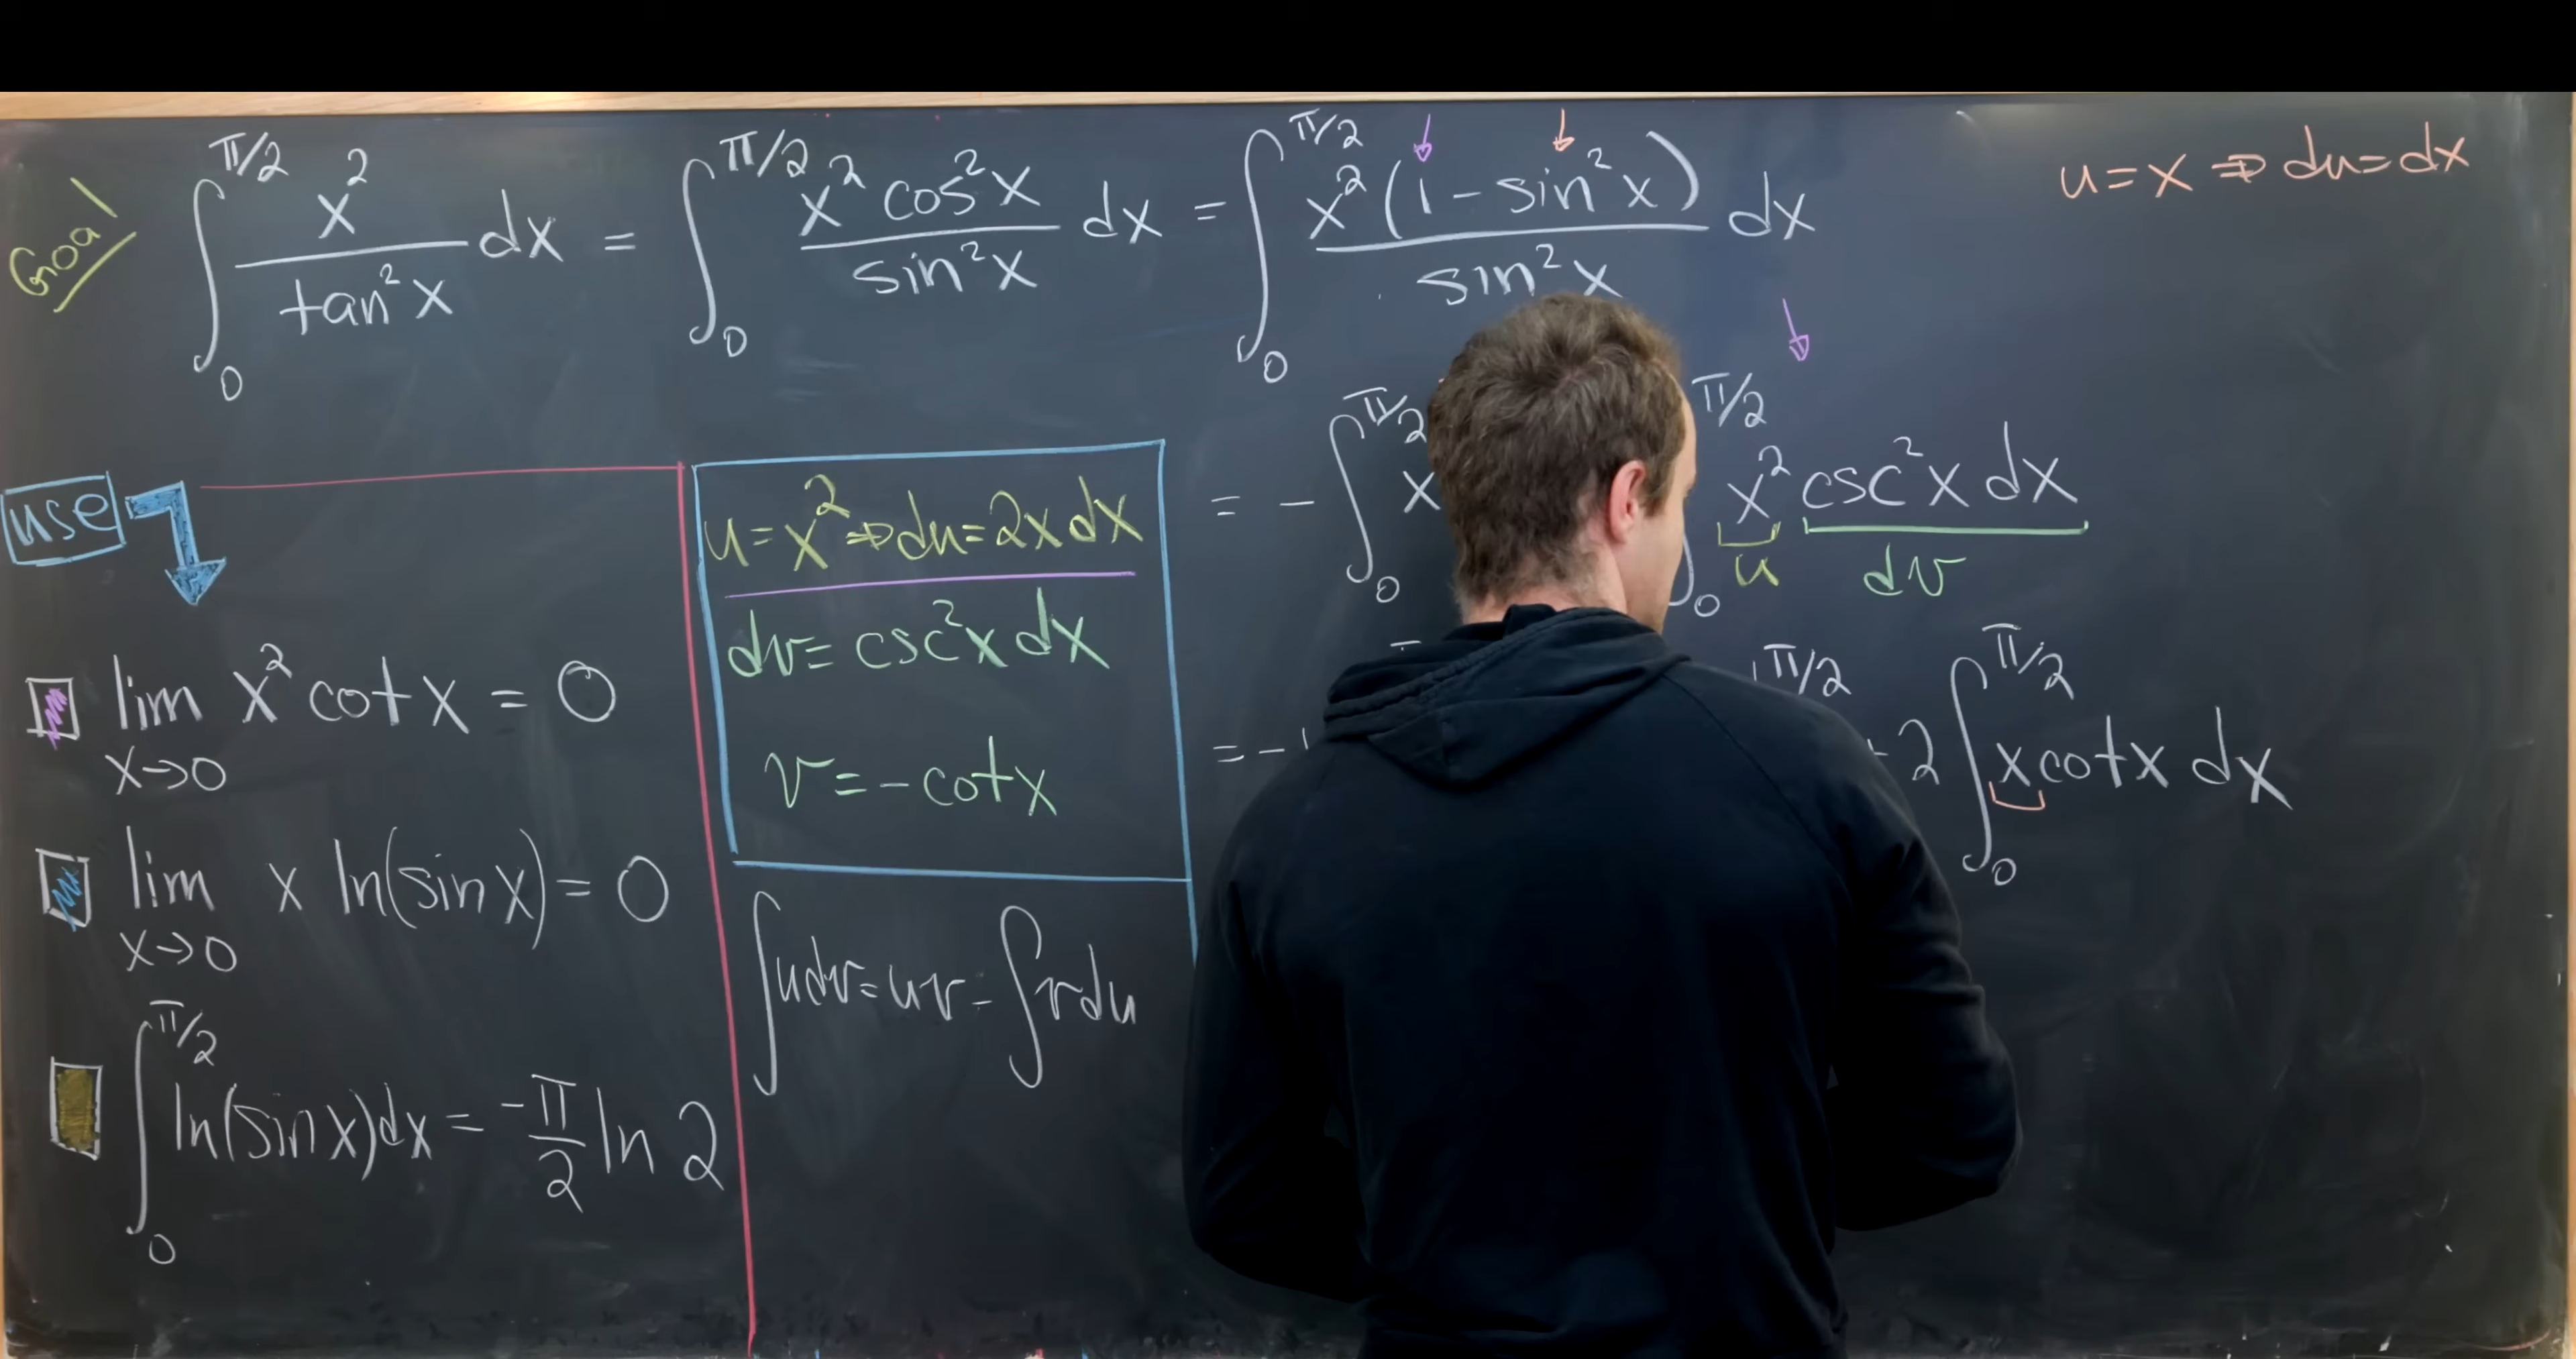 Goal
∫₀^{π/2} x²/tan²x dx = ∫₀^{π/2} x² cos²x / sin²x dx = ∫₀^{π/2} x²(1 - sin²x) / sin²x dx
u = x ⇒ du = dx
= - ∫₀^{π/2} x
π/2 0 x² csc²x dx
u dv
= -
π/2 2 ∫₀^{π/2} x cot x dx
use
lim x→0 x² cot x = 0
lim x→0 x ln(sin x) = 0
∫₀^{π/2} ln(sin x) dx = -π/2 ln 2
u = x² ⇒ du = 2x dx
dv = csc²x dx
v = -cot x
∫u dv = uv - ∫v du